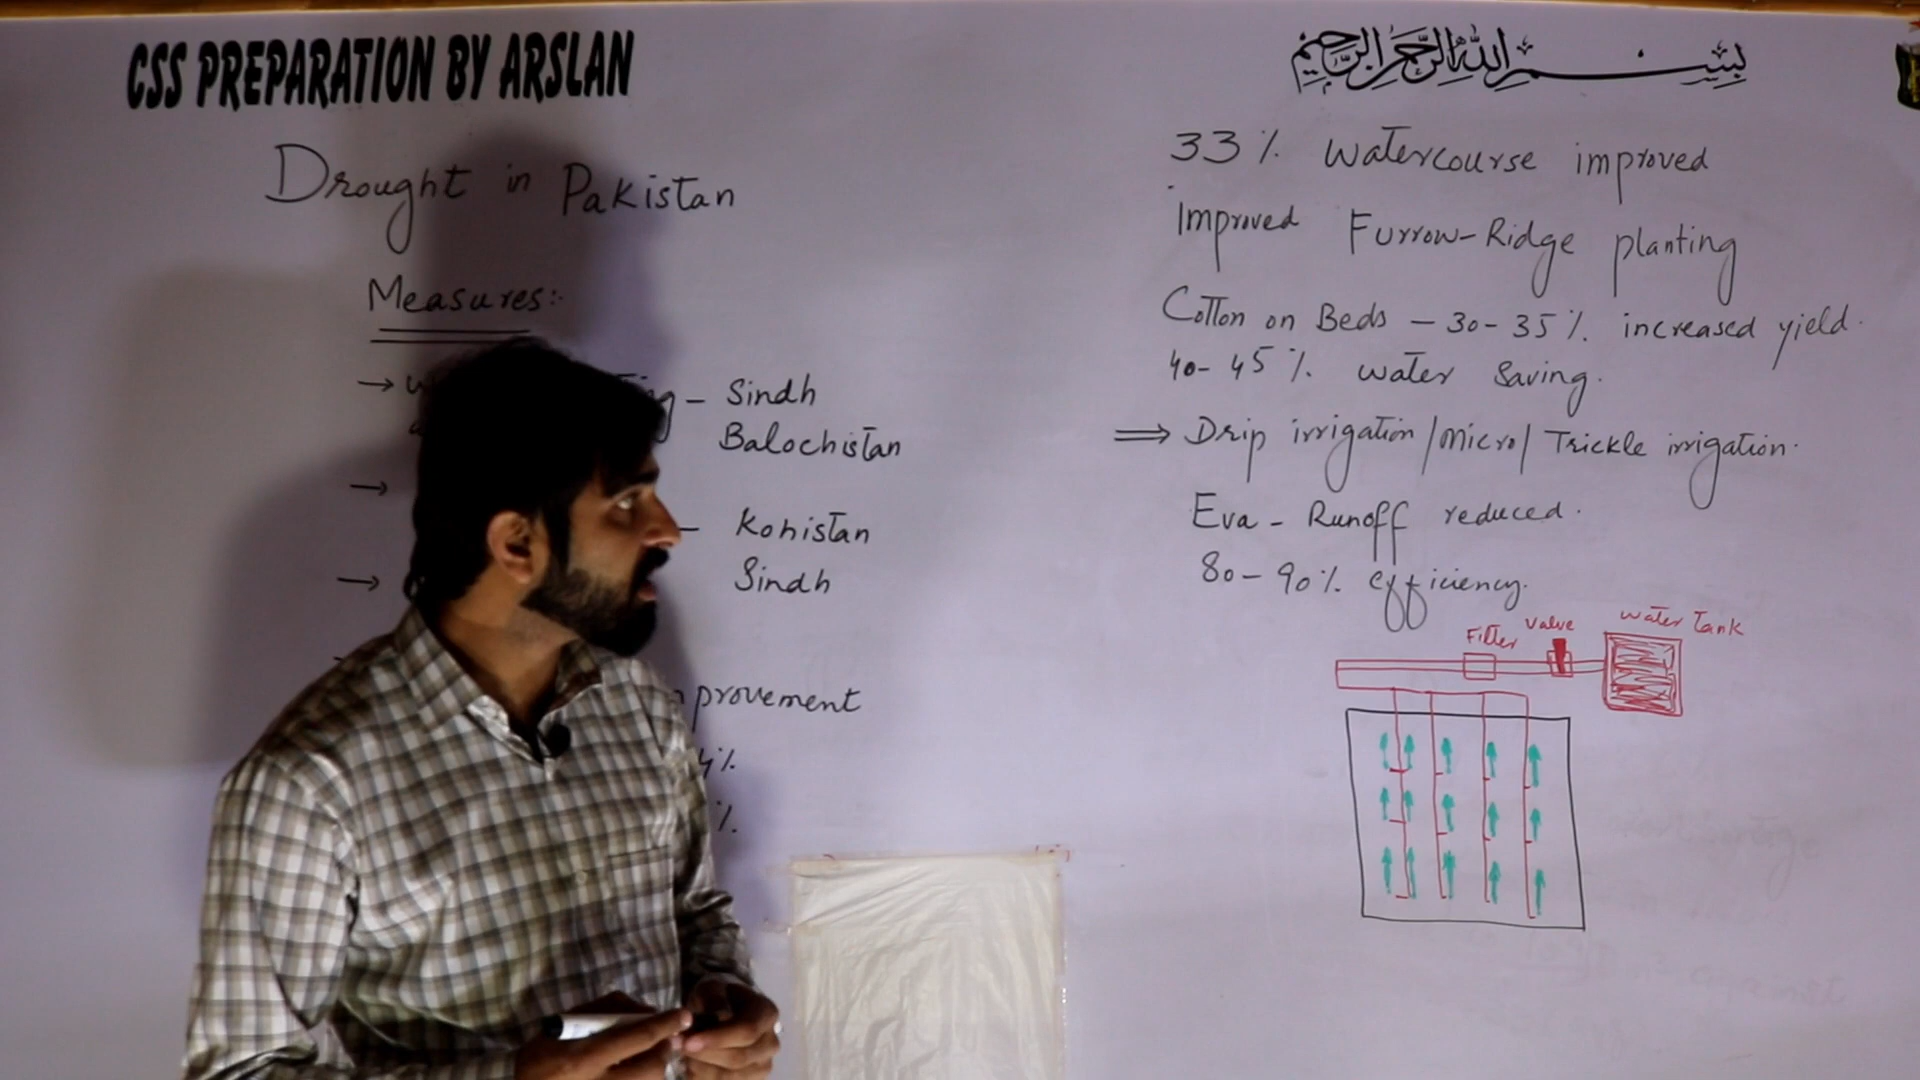 CSS PREPARATION BY ARSLAN
بسم الله الرحمن الرحيم
Drought in Pakistan
Measures:-
→ – Sindh
Balochistan
→ – Kohistan
→ Sindh
provement
4%
%
33% Watercourse improved
Improved Furrow-Ridge planting
Cotton on Beds – 30-35% increased yield.
40-45% water saving.
⇒ Drip irrigation/Micro/Trickle irrigation.
Eva - Runoff reduced.
80-90% efficiency.
Filter Valve Water Tank